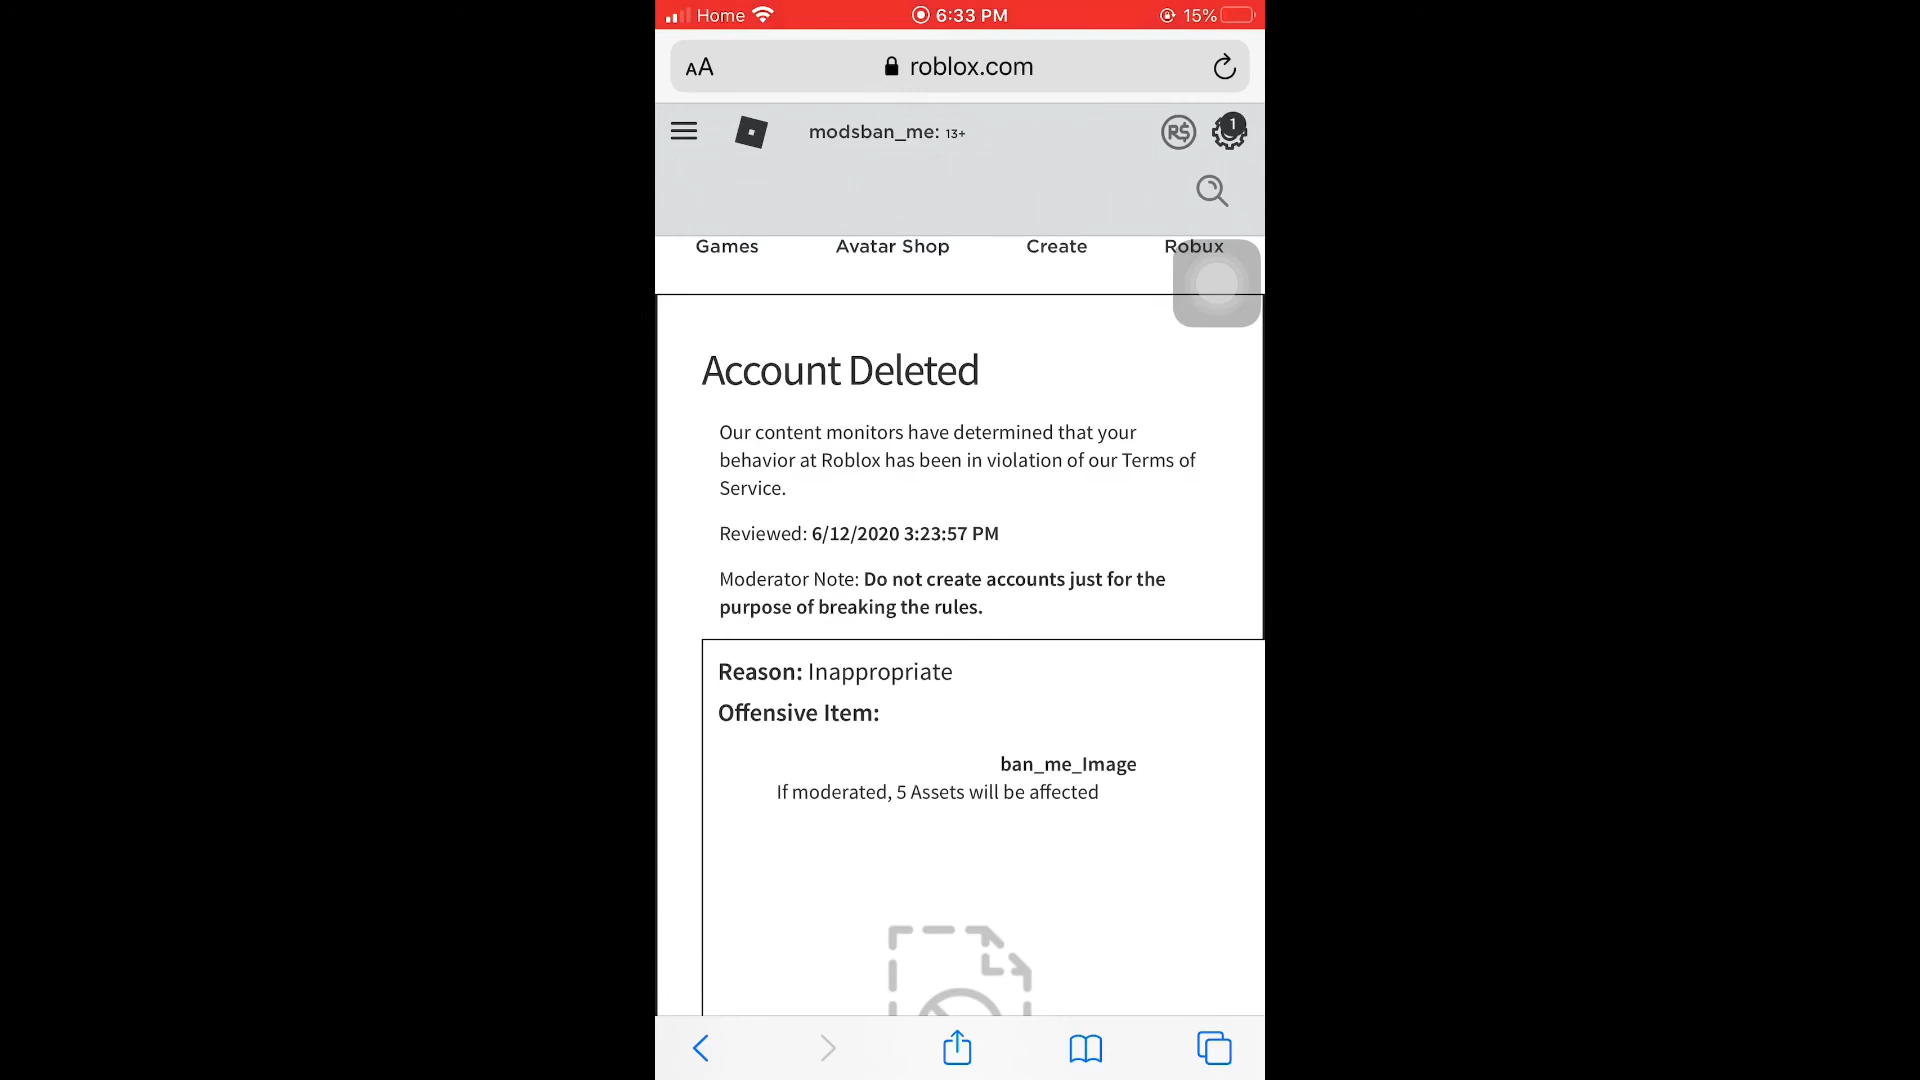 Home 6:33 PM 15%
AA roblox.com
modsban_me: 13+ R$ 1
Games Avatar Shop Create Robux
Account Deleted
Our content monitors have determined that your
behavior at Roblox has been in violation of our Terms of
Service.
Reviewed: 6/12/2020 3:23:57 PM
Moderator Note: Do not create accounts just for the
purpose of breaking the rules.
Reason: Inappropriate
Offensive Item:
ban_me_Image
If moderated, 5 Assets will be affected